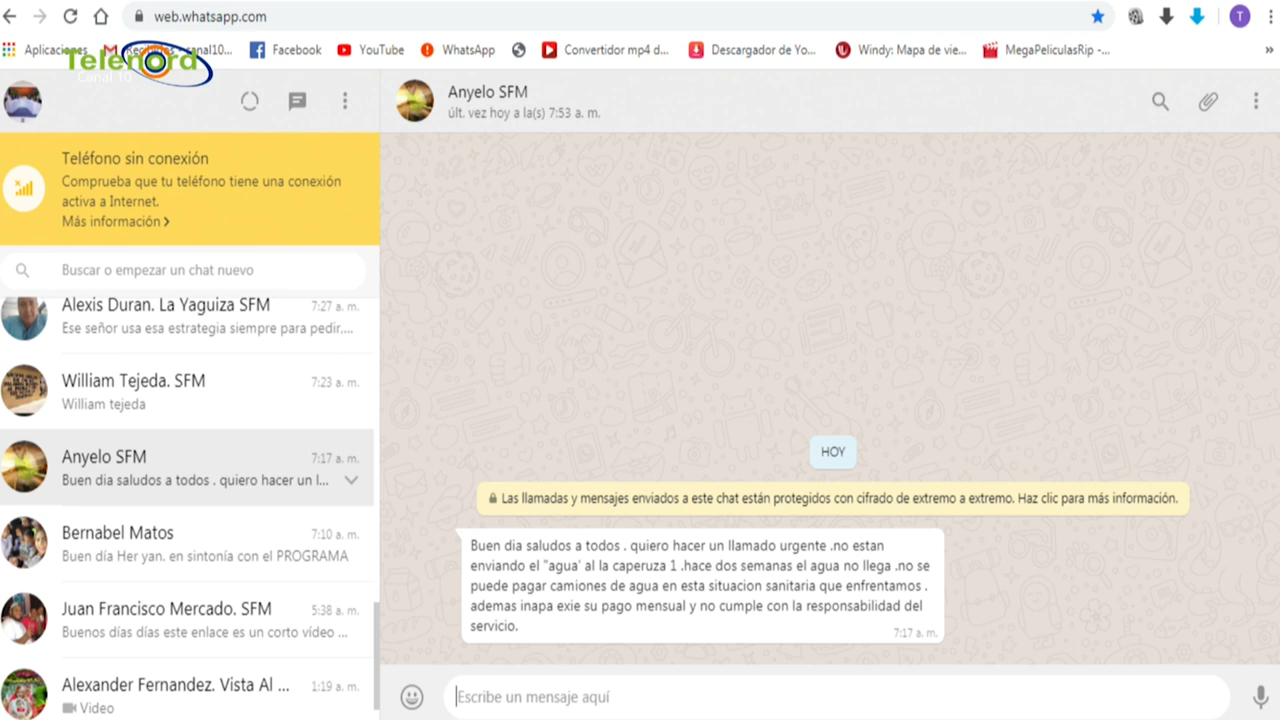 web.whatsapp.com
T
Aplicaciones
canal10...
Facebook
YouTube
WhatsApp
Convertidor mp4 d...
Descargador de Yo...
Windy: Mapa de vie...
MegaPeliculasRip -...
»
Telenord
Canal 10
Anyelo SFM
últ. vez hoy a la(s) 7:53 a. m.
Teléfono sin conexión
Comprueba que tu teléfono tiene una conexión
activa a Internet.
Más información >
Buscar o empezar un chat nuevo
Alexis Duran. La Yaguiza SFM 7:27 a. m.
Ese señor usa esa estrategia siempre para pedir,...
William Tejeda. SFM 7:23 a. m.
William tejeda
Anyelo SFM 7:17 a. m.
Buen dia saludos a todos . quiero hacer un l...
Bernabel Matos 7:10 a. m.
Buen día Her yan. en sintonía con el PROGRAMA
Juan Francisco Mercado. SFM 5:38 a. m.
Buenos días días este enlace es un corto vídeo ...
Alexander Fernandez. Vista Al ... 1:19 a. m.
Video
HOY
Las llamadas y mensajes enviados a este chat están protegidos con cifrado de extremo a extremo. Haz clic para más información.
Buen dia saludos a todos . quiero hacer un llamado urgente .no estan
enviando el "agua' al la caperuza 1 .hace dos semanas el agua no llega .no se
puede pagar camiones de agua en esta situacion sanitaria que enfrentamos .
ademas inapa exie su pago mensual y no cumple con la responsabilidad del
servicio.
7:17 a. m.
Escribe un mensaje aquí